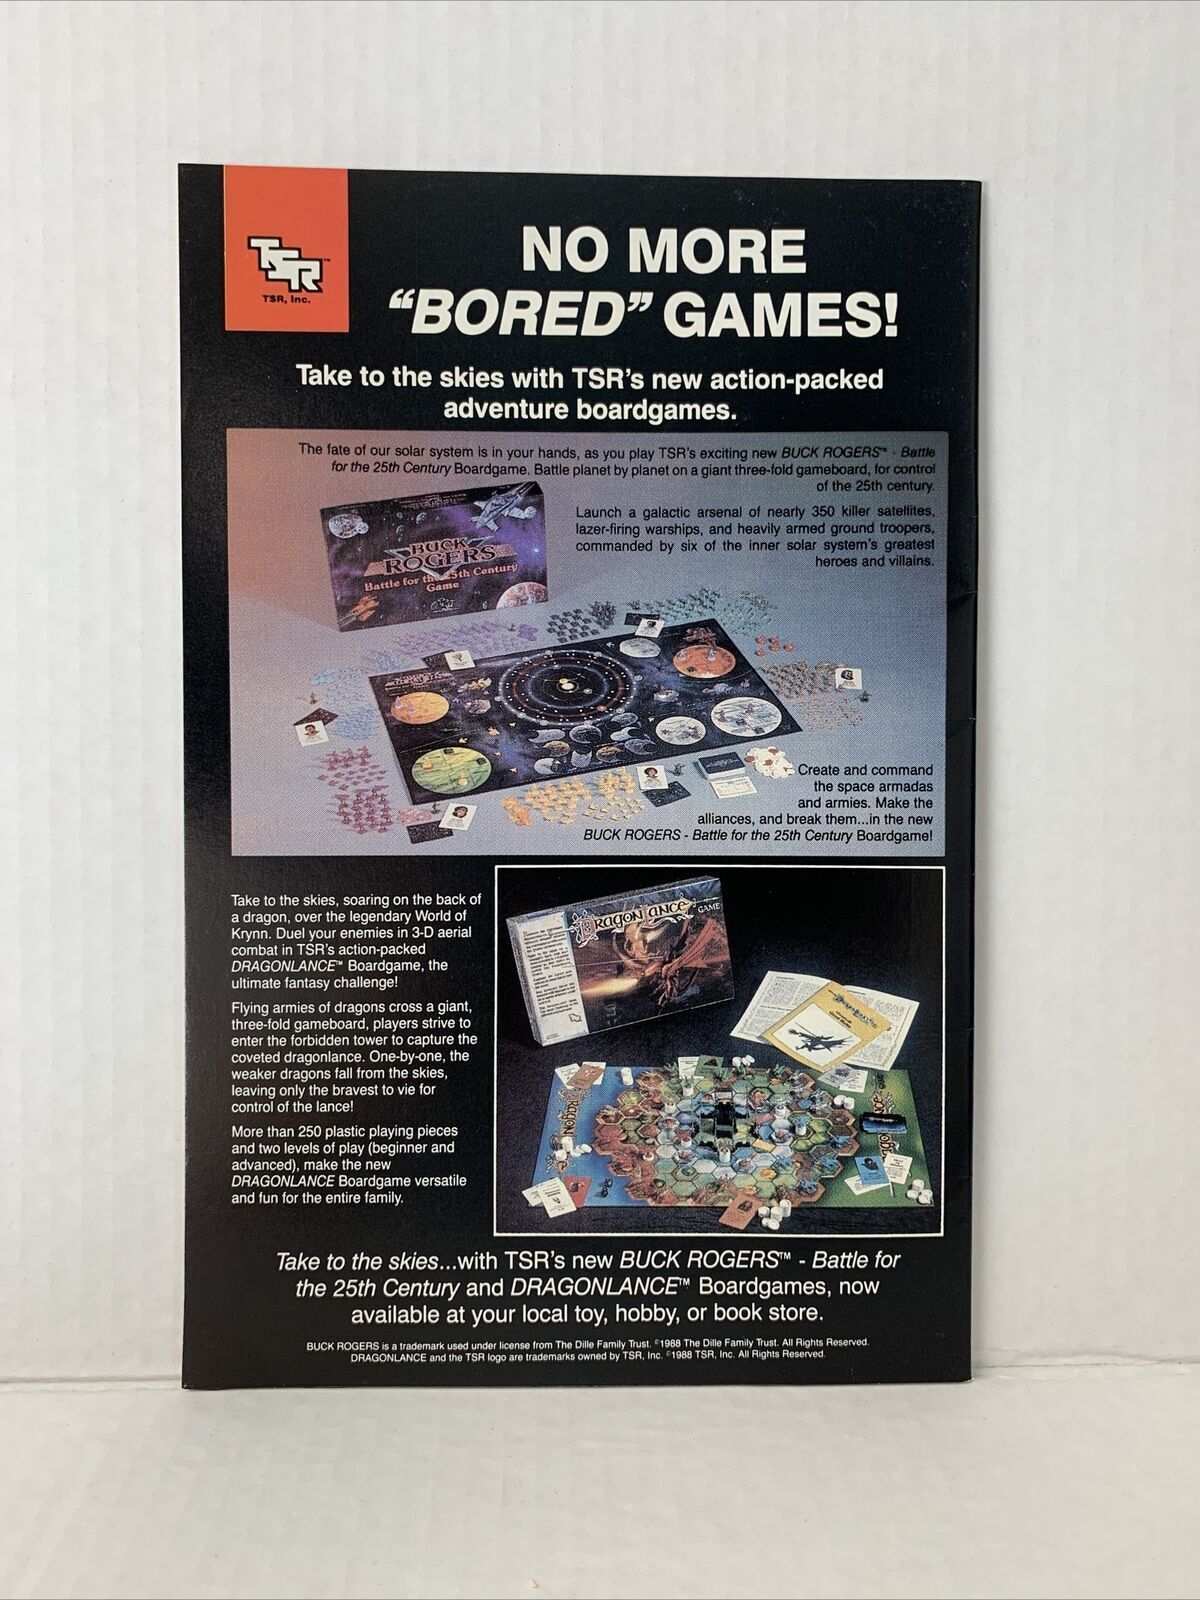 TSR™
TSR, Inc.
NO MORE
“BORED” GAMES!
Take to the skies with TSR’s new action-packed
adventure boardgames.
The fate of our solar system is in your hands, as you play TSR’s exciting new BUCK ROGERS™ - Battle
for the 25th Century Boardgame. Battle planet by planet on a giant three-fold gameboard, for control
of the 25th century.
Launch a galactic arsenal of nearly 350 killer satellites,
lazer-firing warships, and heavily armed ground troopers,
commanded by six of the inner solar system’s greatest
heroes and villains.
BUCK
ROGERS
Battle for the 25th Century
Game
Create and command
the space armadas
and armies. Make the
alliances, and break them...in the new
BUCK ROGERS - Battle for the 25th Century Boardgame!
Take to the skies, soaring on the back of
a dragon, over the legendary World of
Krynn. Duel your enemies in 3-D aerial
combat in TSR’s action-packed
DRAGONLANCE™ Boardgame, the
ultimate fantasy challenge!
Flying armies of dragons cross a giant,
three-fold gameboard, players strive to
enter the forbidden tower to capture the
coveted dragonlance. One-by-one, the
weaker dragons fall from the skies,
leaving only the bravest to vie for
control of the lance!
More than 250 plastic playing pieces
and two levels of play (beginner and
advanced), make the new
DRAGONLANCE Boardgame versatile
and fun for the entire family.
DRAGONLANCE GAME
Take to the skies...with TSR’s new BUCK ROGERS™ - Battle for
the 25th Century and DRAGONLANCE™ Boardgames, now
available at your local toy, hobby, or book store.
BUCK ROGERS is a trademark used under license from The Dille Family Trust. ©1988 The Dille Family Trust. All Rights Reserved.
DRAGONLANCE and the TSR logo are trademarks owned by TSR, Inc. ©1988 TSR, Inc. All Rights Reserved.